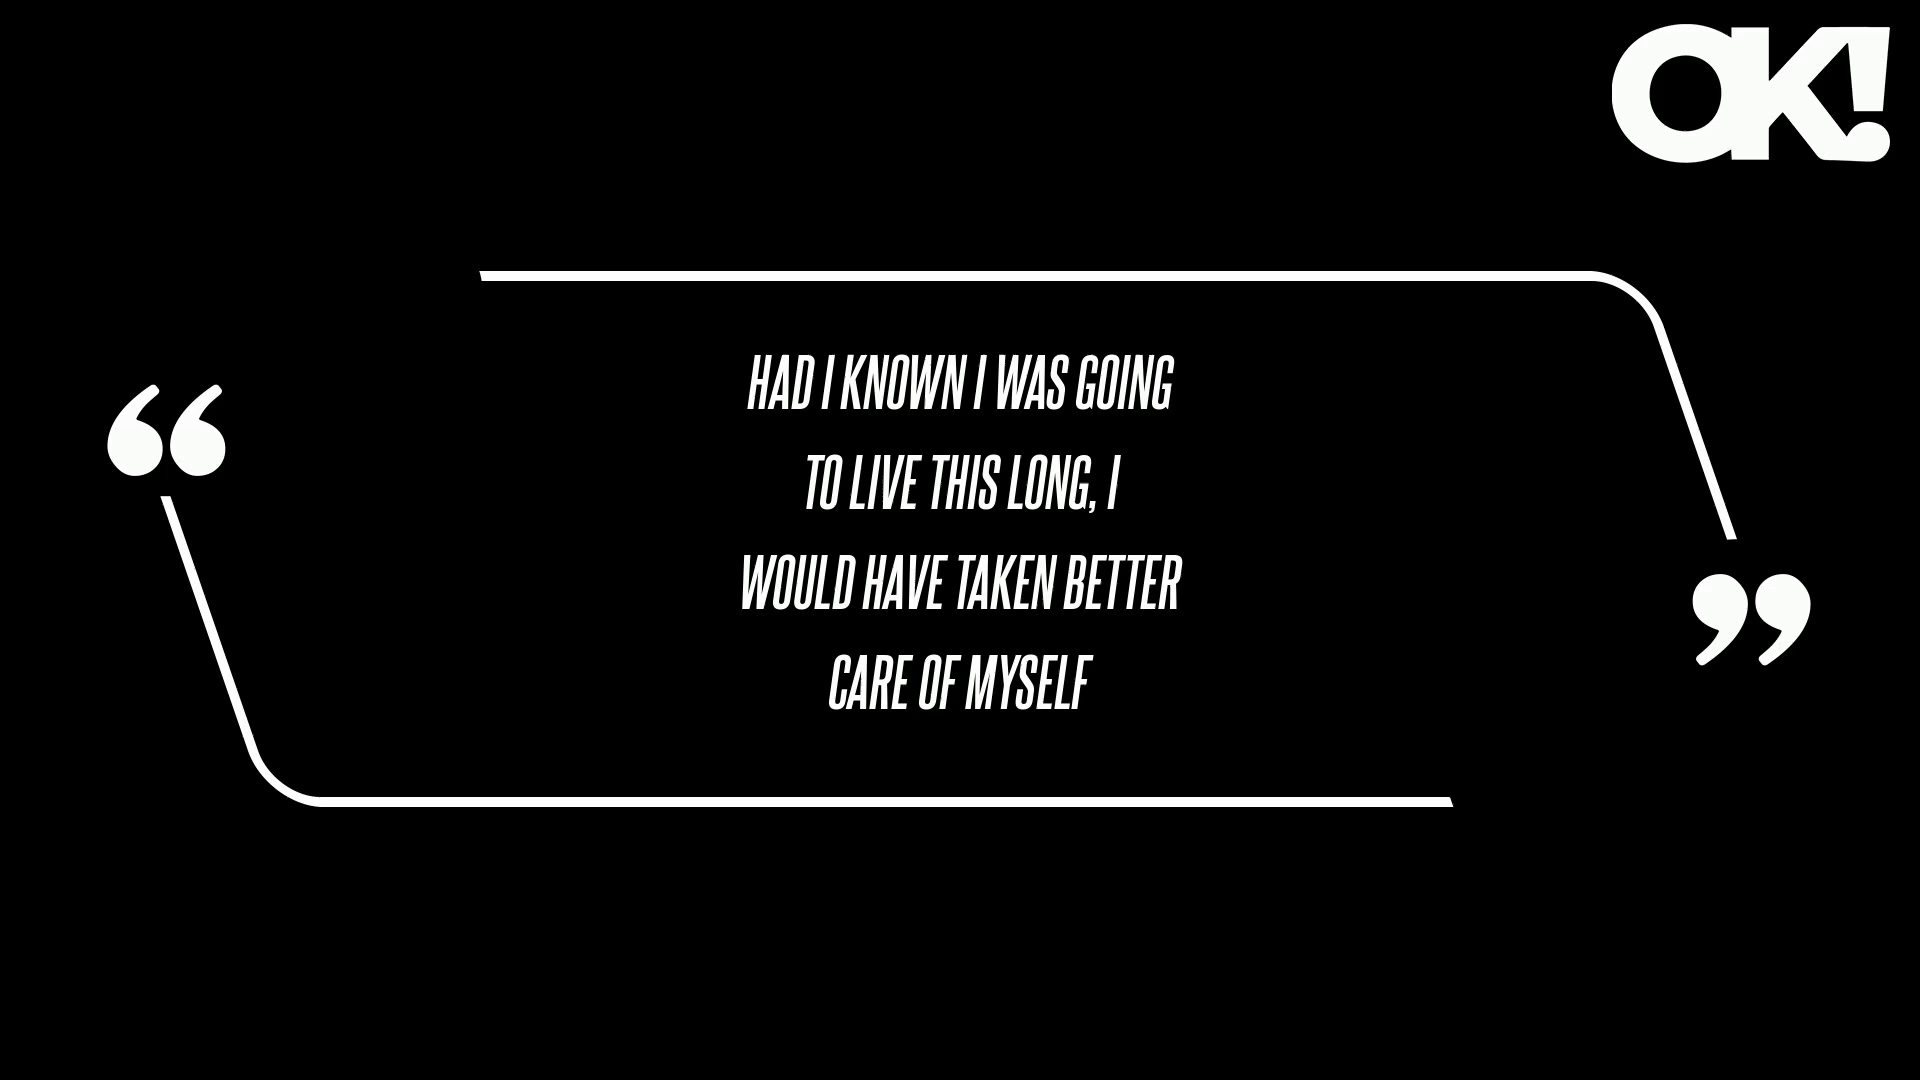 OK!
“
HAD I KNOWN I WAS GOING
TO LIVE THIS LONG, I
WOULD HAVE TAKEN BETTER
CARE OF MYSELF
”